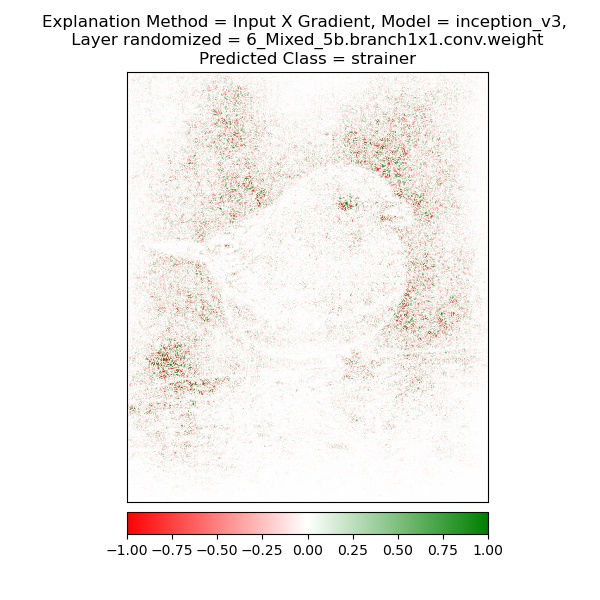 Explanation Method = Input X Gradient, Model = inception_v3,
Layer randomized = 6_Mixed_5b.branch1x1.conv.weight
Predicted Class = strainer
−1.00 −0.75 −0.50 −0.25 0.00 0.25 0.50 0.75 1.00